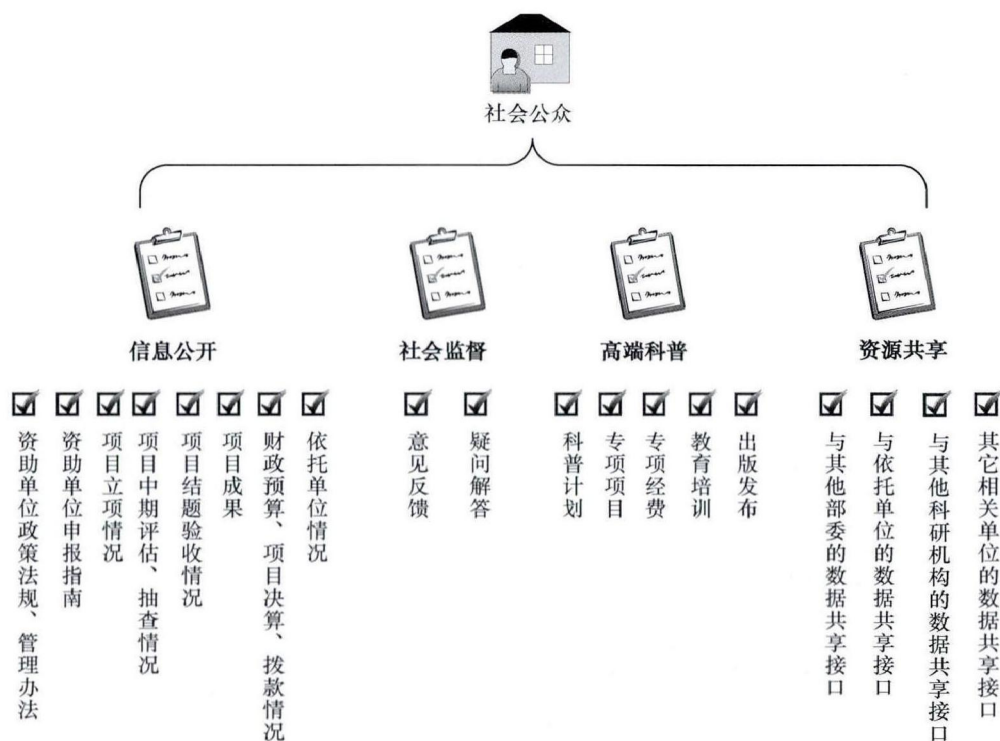 社会公众
信息公开
社会监督
高端科普
资源共享
资助单位政策法规、管理办法
资助单位申报指南
项目立项情况
项目中期评估、抽查情况
项目结题验收情况
项目成果
财政预算、项目决算、拨款情况
依托单位情况
意见反馈
疑问解答
科普计划
专项项目
专项经费
教育培训
出版发布
与其他部委的数据共享接口
与依托单位的数据共享接口
与其他科研机构的数据共享接口
其它相关单位的数据共享接口